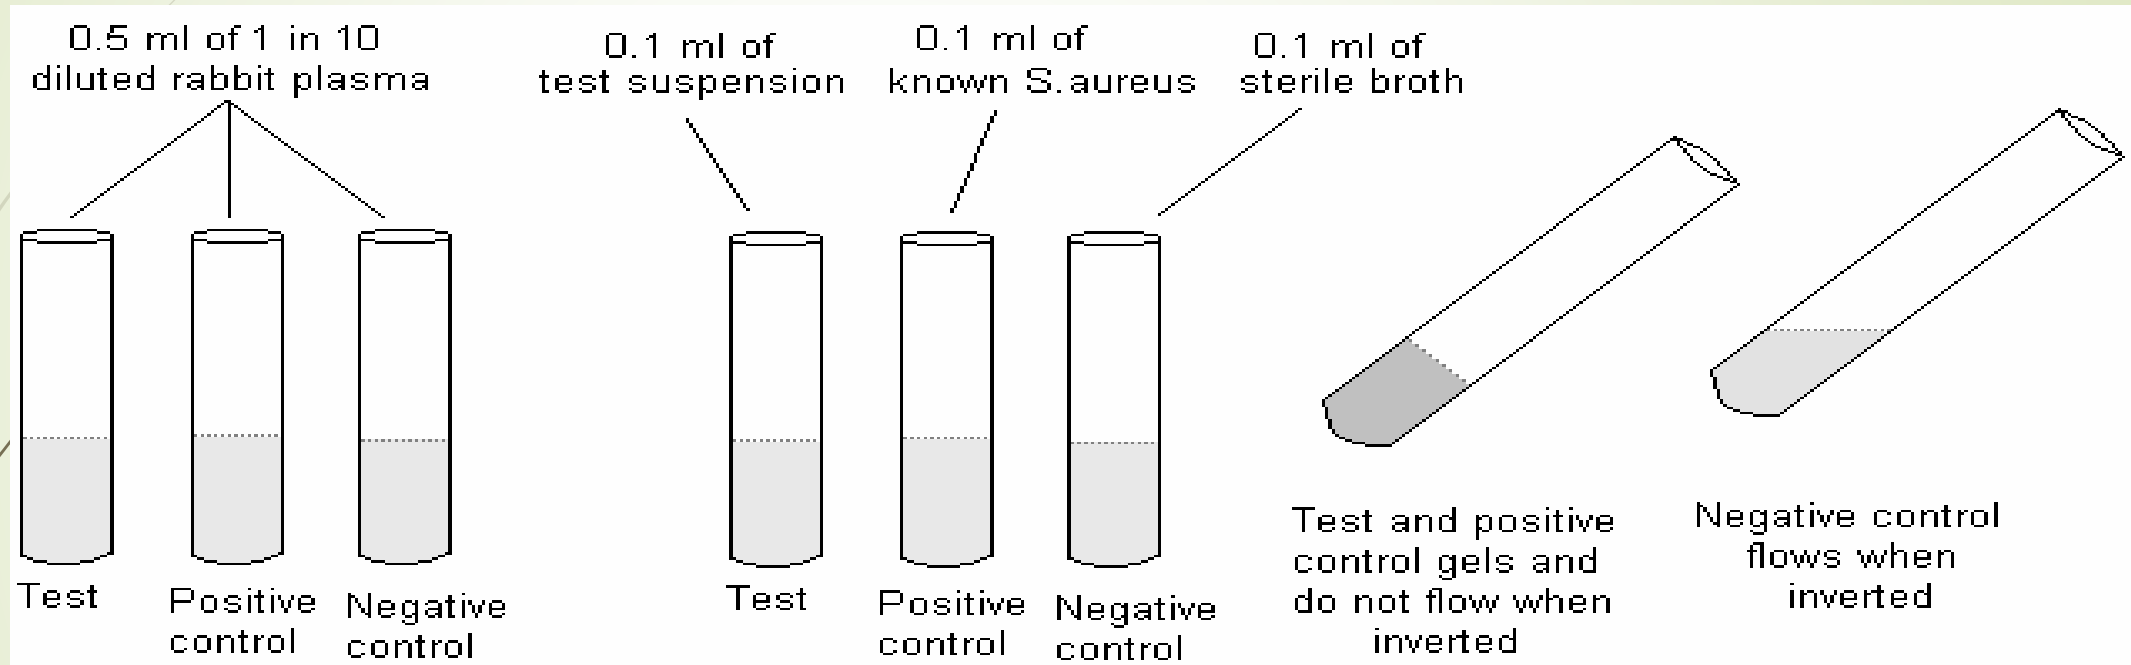 0.5 ml of 1 in 10
diluted rabbit plasma
0.1 ml of
test suspension
0.1 ml of
known S.aureus
0.1 ml of
sterile broth
Test
Positive
control
Negative
control
Test
Positive
control
Negative
control
Test and positive
control gels and
do not flow when
inverted
Negative control
flows when
inverted